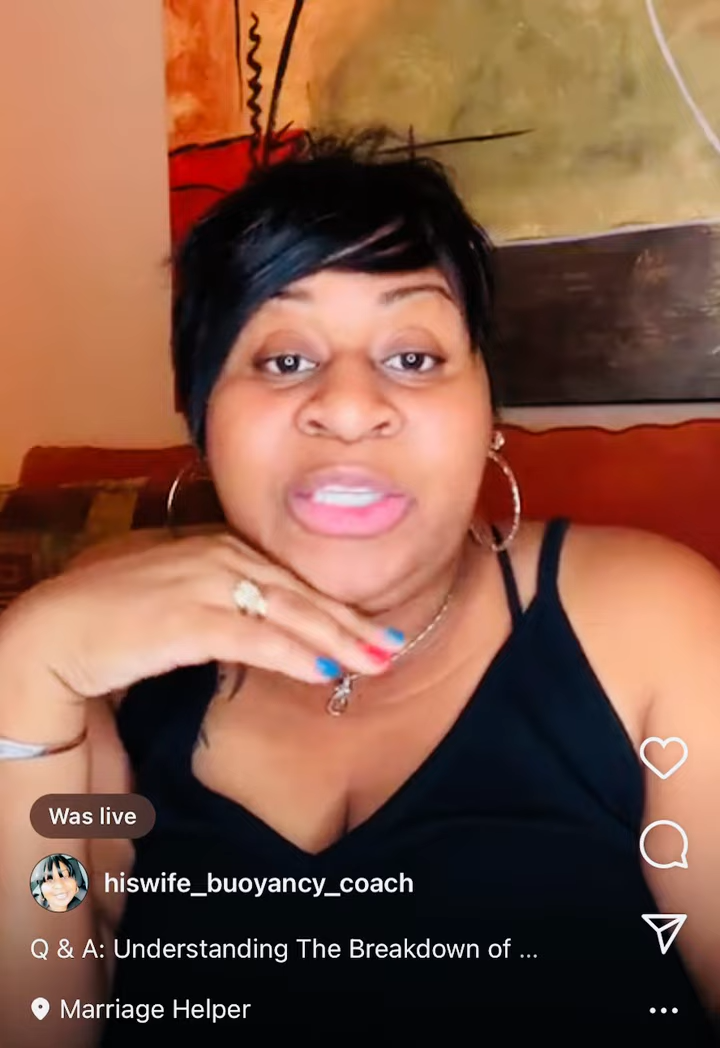 Was live
hiswife_buoyancy_coach
Q & A: Understanding The Breakdown of ...
Marriage Helper